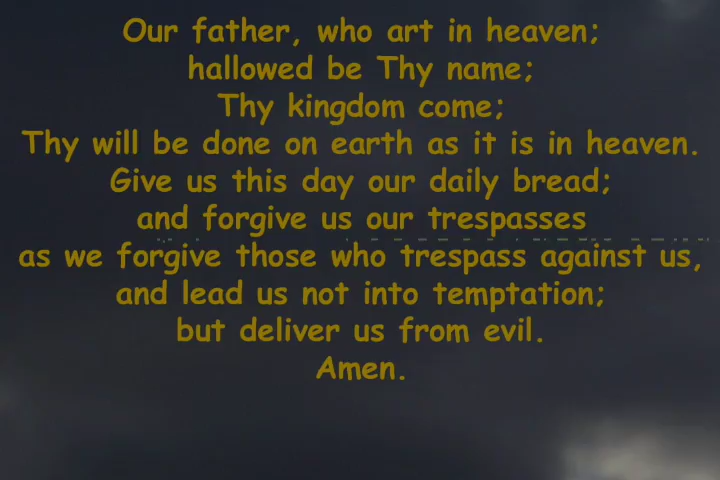 Our father, who art in heaven;
hallowed be Thy name;
Thy kingdom come;
Thy will be done on earth as it is in heaven.
Give us this day our daily bread;
and forgive us our trespasses
as we forgive those who trespass against us,
and lead us not into temptation;
but deliver us from evil.
Amen.